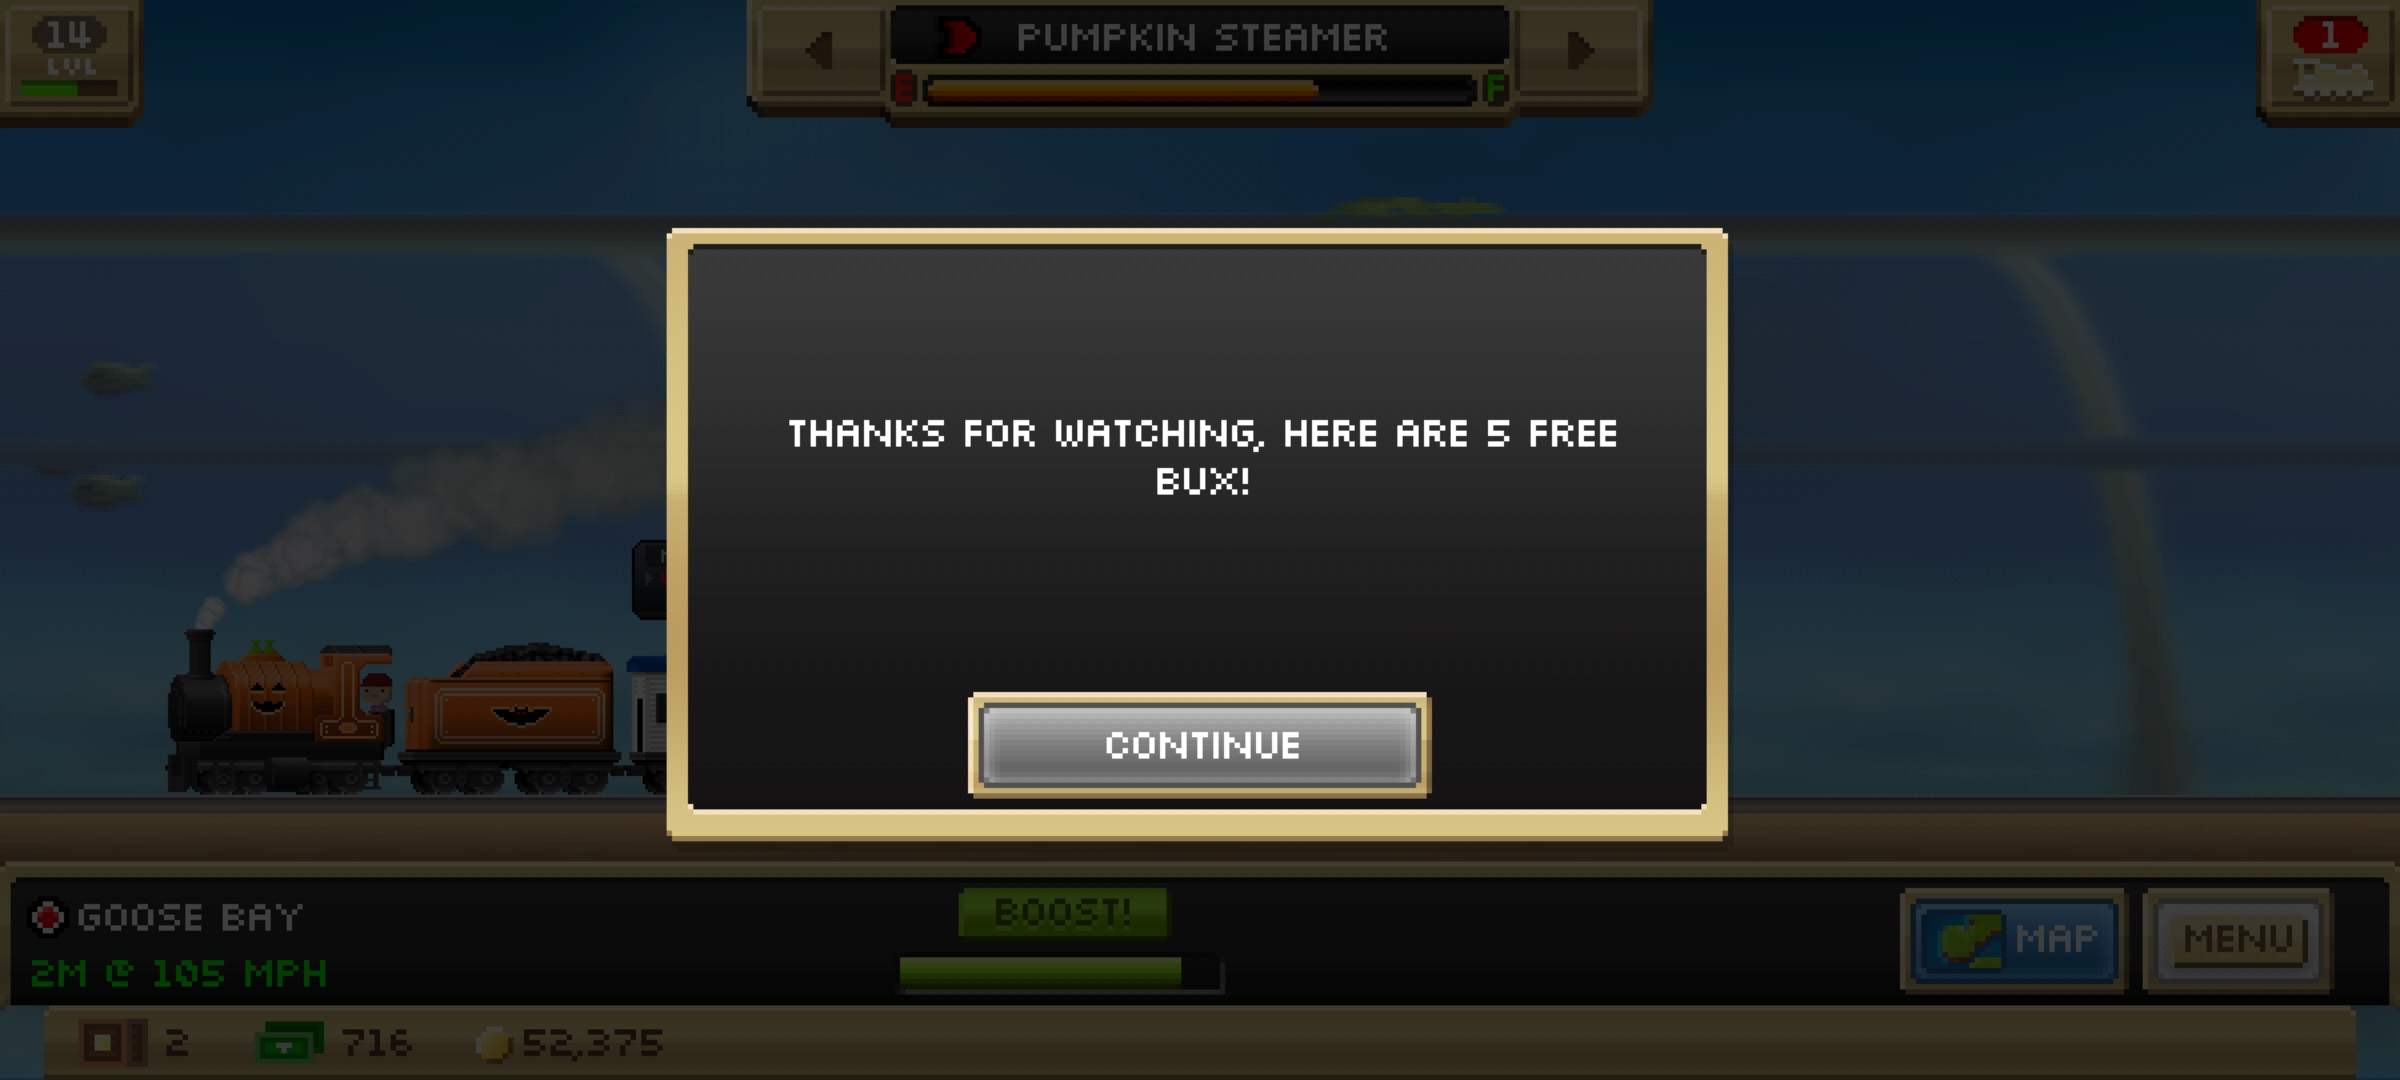 14
LVL
PUMPKIN STEAMER
E
F
1
THANKS FOR WATCHING, HERE ARE 5 FREE
BUX!
CONTINUE
GOOSE BAY
2M @ 105 MPH
BOOST!
MAP
MENU
2
716
52,375